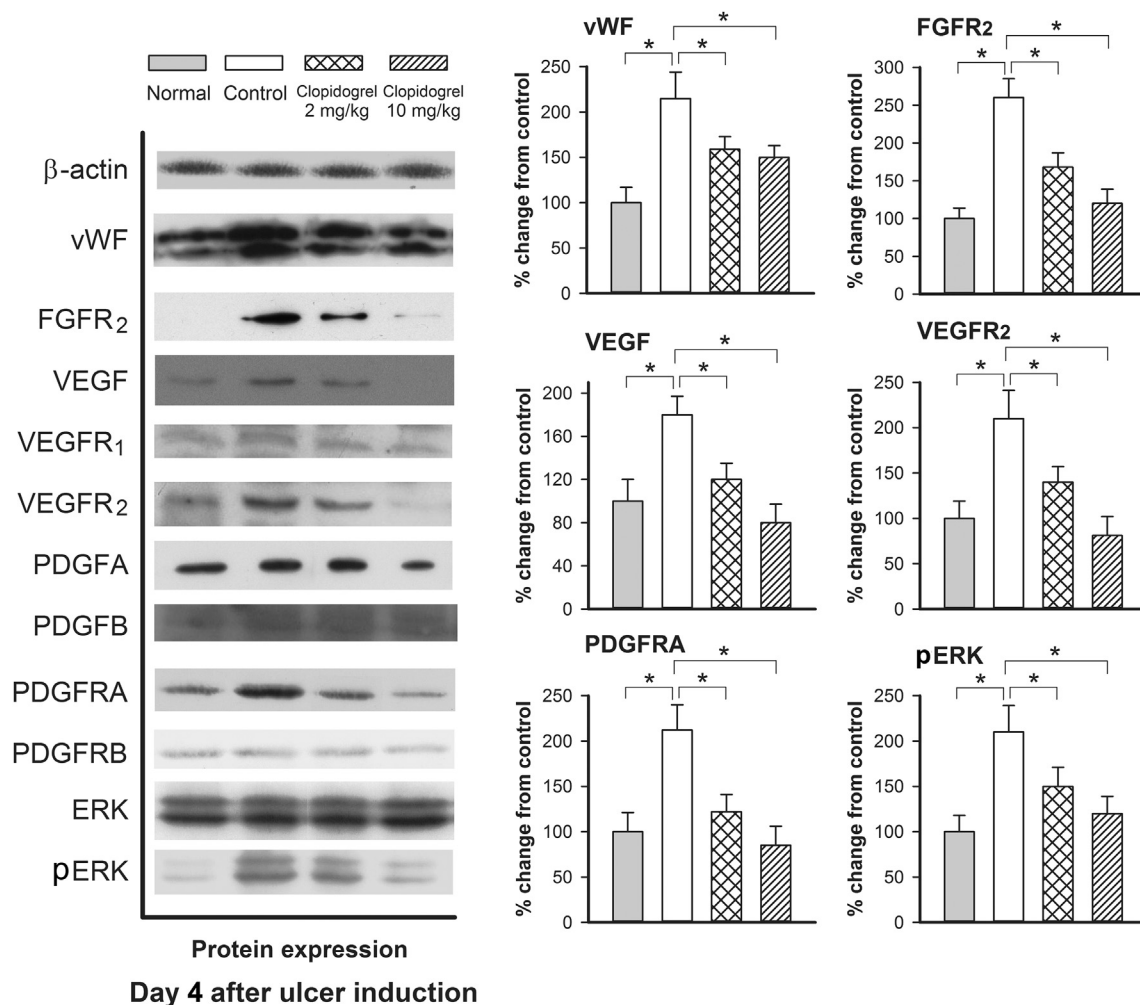 Normal Control Clopidogrel 2 mg/kg Clopidogrel 10 mg/kg
β-actin
vWF
FGFR2
VEGF
VEGFR1
VEGFR2
PDGFA
PDGFB
PDGFRA
PDGFRB
ERK
pERK
Protein expression
Day 4 after ulcer induction
vWF
% change from control
250
200
150
100
50
0
* * *
FGFR2
% change from control
300
250
200
150
100
50
0
* * *
VEGF
% change from control
200
160
120
80
40
0
* * *
VEGFR2
% change from control
250
200
150
100
50
0
* * *
PDGFRA
% change from control
250
200
150
100
50
0
* * *
pERK
% change from control
250
200
150
100
50
0
* * *